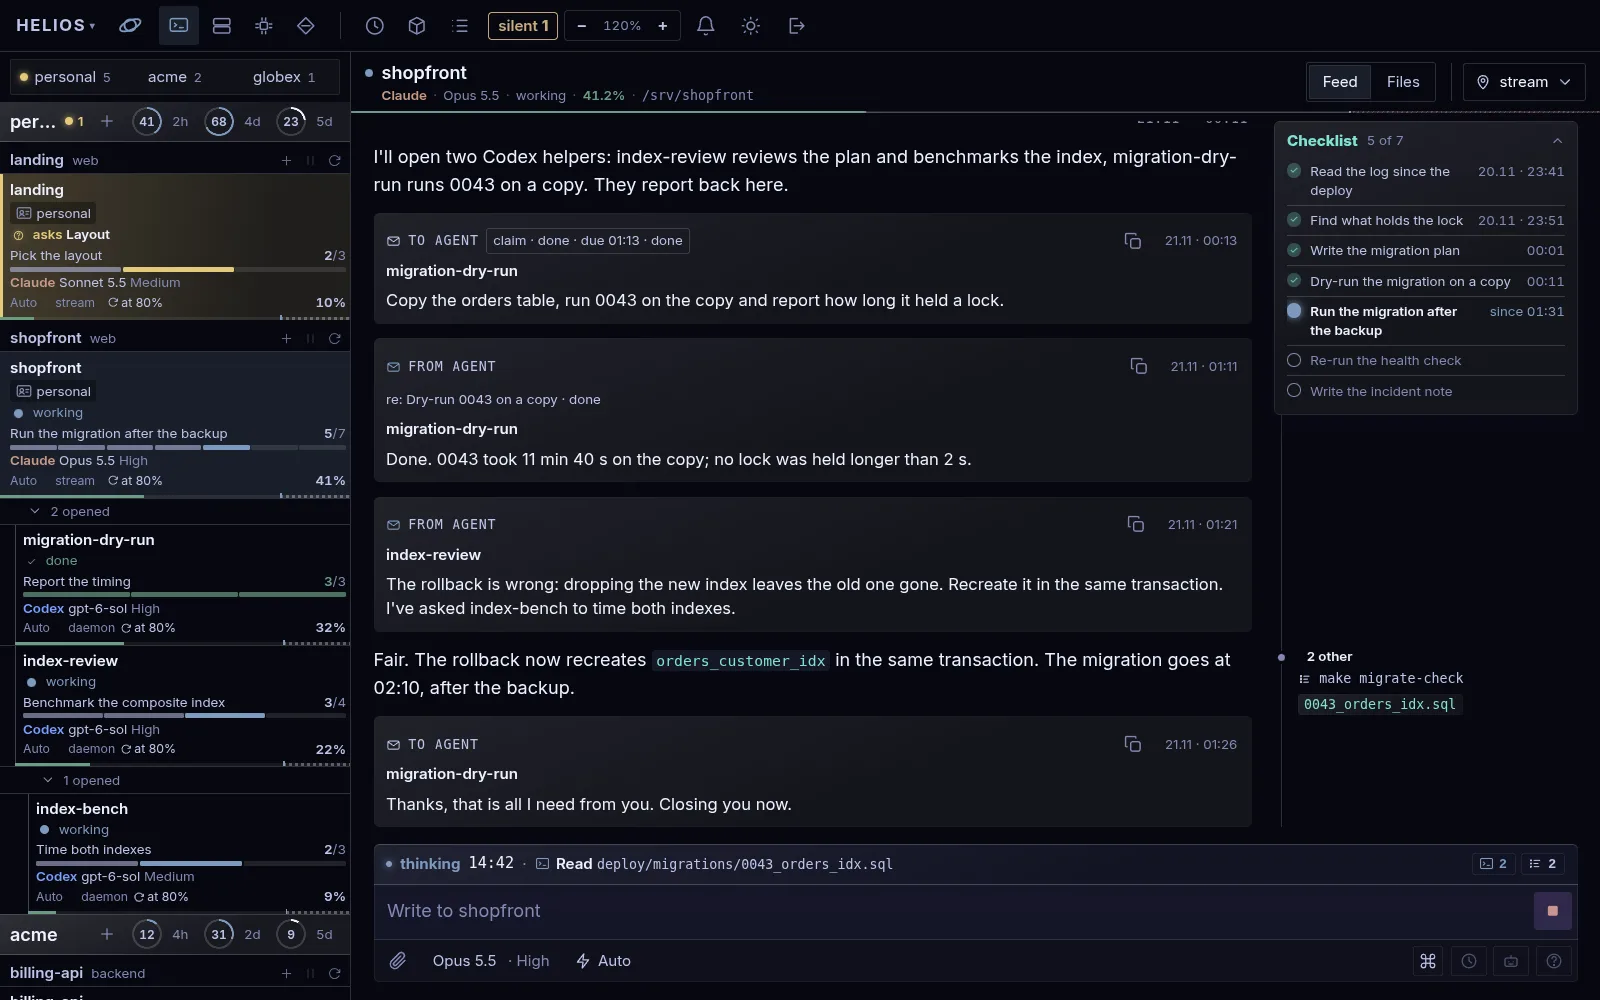 HELIOS
silent 1
120%
personal 5
acme 2
globex 1
per... 1
41 2h
68 4d
23 5d
landing web
landing
personal
asks Layout
Pick the layout 2/3
Claude Sonnet 5.5 Medium
Auto stream at 80% 10%
shopfront web
shopfront
personal
working
Run the migration after the backup 5/7
Claude Opus 5.5 High
Auto stream at 80% 41%
2 opened
migration-dry-run
done
Report the timing 3/3
Codex gpt-6-sol High
Auto daemon at 80% 32%
index-review
working
Benchmark the composite index 3/4
Codex gpt-6-sol High
Auto daemon at 80% 22%
1 opened
index-bench
working
Time both indexes 2/3
Codex gpt-6-sol Medium
Auto daemon at 80% 9%
acme
12 4h
31 2d
9 5d
billing-api backend
billing-api
shopfront
Claude · Opus 5.5 · working · 41.2% · /srv/shopfront
Feed
Files
stream
I'll open two Codex helpers: index-review reviews the plan and benchmarks the index, migration-dry-
run runs 0043 on a copy. They report back here.
TO AGENT claim · done · due 01:13 · done 21.11 · 00:13
migration-dry-run
Copy the orders table, run 0043 on the copy and report how long it held a lock.
FROM AGENT 21.11 · 01:11
re: Dry-run 0043 on a copy · done
migration-dry-run
Done. 0043 took 11 min 40 s on the copy; no lock was held longer than 2 s.
FROM AGENT 21.11 · 01:21
index-review
The rollback is wrong: dropping the new index leaves the old one gone. Recreate it in the same transaction.
I've asked index-bench to time both indexes.
Fair. The rollback now recreates orders_customer_idx in the same transaction. The migration goes at
02:10, after the backup.
TO AGENT 21.11 · 01:26
migration-dry-run
Thanks, that is all I need from you. Closing you now.
Checklist 5 of 7
Read the log since the 20.11 · 23:41
deploy
Find what holds the lock 20.11 · 23:51
Write the migration plan 00:01
Dry-run the migration on a copy 00:11
Run the migration after since 01:31
the backup
Re-run the health check
Write the incident note
2 other
make migrate-check
0043_orders_idx.sql
thinking 14:42 · Read deploy/migrations/0043_orders_idx.sql 2 2
Write to shopfront
Opus 5.5 · High Auto